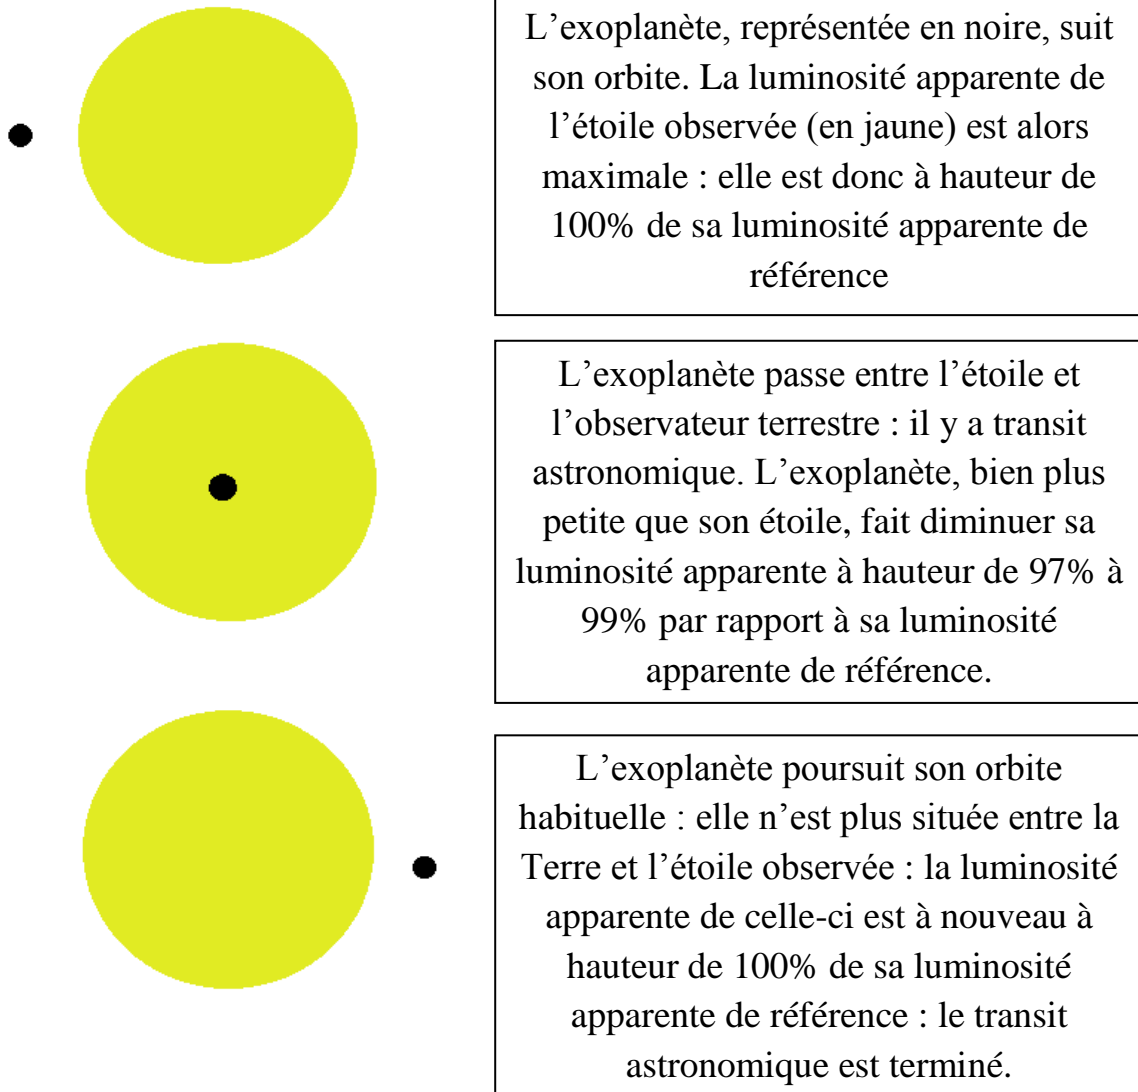 L’exoplanète, représentée en noire, suit
son orbite. La luminosité apparente de
l’étoile observée (en jaune) est alors
maximale : elle est donc à hauteur de
100% de sa luminosité apparente de
référence
L’exoplanète passe entre l’étoile et
l’observateur terrestre : il y a transit
astronomique. L’exoplanète, bien plus
petite que son étoile, fait diminuer sa
luminosité apparente à hauteur de 97% à
99% par rapport à sa luminosité
apparente de référence.
L’exoplanète poursuit son orbite
habituelle : elle n’est plus située entre la
Terre et l’étoile observée : la luminosité
apparente de celle-ci est à nouveau à
hauteur de 100% de sa luminosité
apparente de référence : le transit
astronomique est terminé.